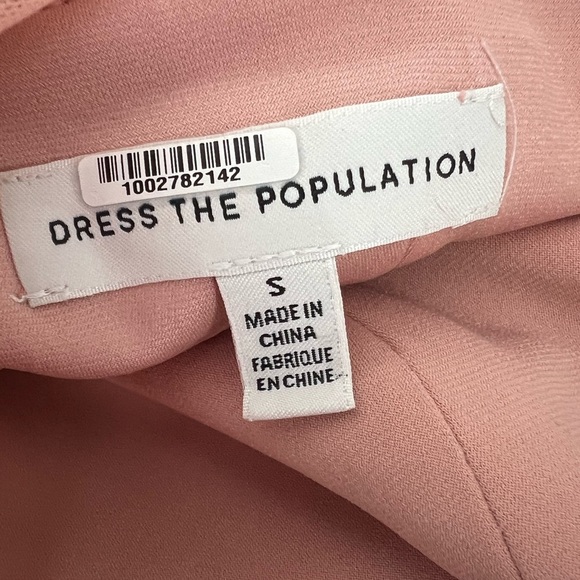 1002782142
DRESS THE POPULATION
S
MADE IN
CHINA
FABRIQUE
EN CHINE